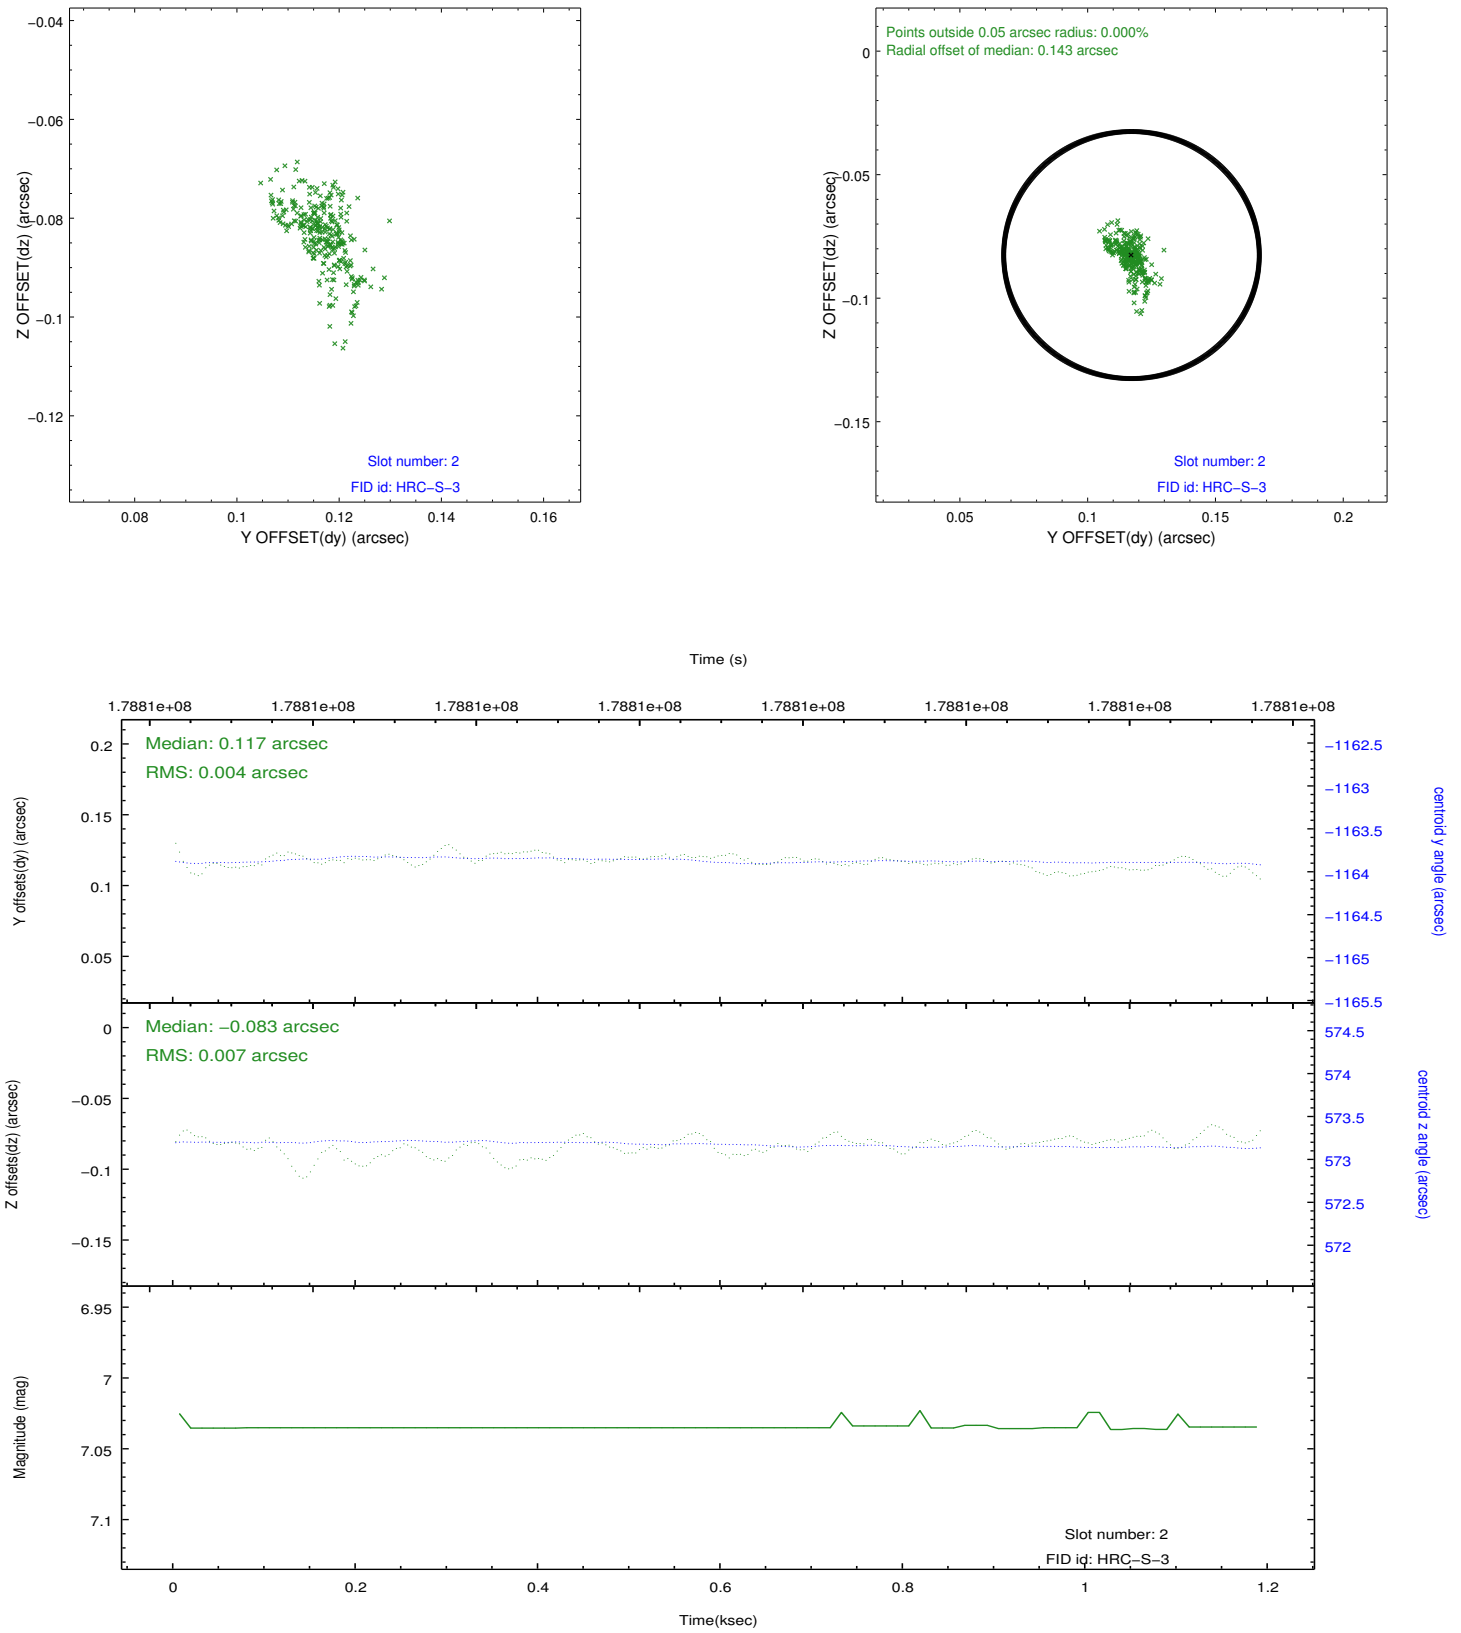 −0.04
−0.06
−0.08
−0.1
−0.12
Z OFFSET(dz) (arcsec)
Slot number: 2
FID id: HRC−S−3
0.08 0.1 0.12 0.14 0.16
Y OFFSET(dy) (arcsec)
Points outside 0.05 arcsec radius: 0.000%
Radial offset of median: 0.143 arcsec
0
−0.05
−0.1
−0.15
Z OFFSET(dz) (arcsec)
Slot number: 2
FID id: HRC−S−3
0.05 0.1 0.15 0.2
Y OFFSET(dy) (arcsec)
Time (s)
1.7881e+08 1.7881e+08 1.7881e+08 1.7881e+08 1.7881e+08 1.7881e+08 1.7881e+08 1.7881e+08
Median: 0.117 arcsec
RMS: 0.004 arcsec
0.2
0.15
0.1
0.05
Y offsets(dy) (arcsec)
−1162.5
−1163
−1163.5
−1164
−1164.5
−1165
−1165.5
centroid y angle (arcsec)
Median: −0.083 arcsec
RMS: 0.007 arcsec
0
−0.05
−0.1
−0.15
Z offsets(dz) (arcsec)
574.5
574
573.5
573
572.5
572
centroid z angle (arcsec)
6.95
7
7.05
7.1
Magnitude (mag)
Slot number: 2
FID id: HRC−S−3
0 0.2 0.4 0.6 0.8 1 1.2
Time(ksec)